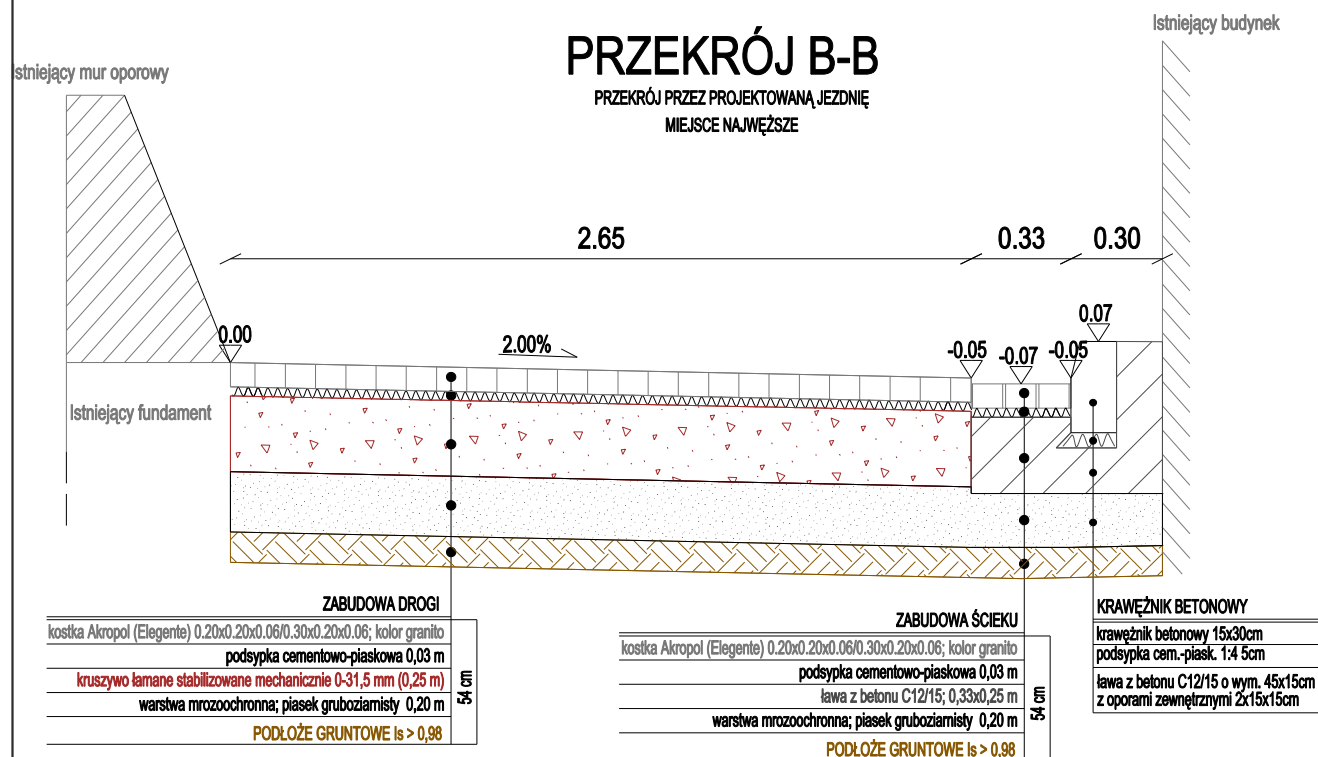 Istniejący budynek
PRZEKRÓJ B-B
Istniejący mur oporowy
PRZEKRÓJ PRZEZ PROJEKTOWANĄ JEZDNIĘ
MIEJSCE NAJWĘŻSZE
2.65
0.33
0.30
0.00
2.00%
-0.05
-0.07
-0.05
0.07
Istniejący fundament
ZABUDOWA DROGI
kostka Akropol (Elegente) 0.20x0.20x0.06/0.30x0.20x0.06; kolor granito
podsypka cementowo-piaskowa 0,03 m
kruszywo łamane stabilizowane mechanicznie 0-31,5 mm (0,25 m)
warstwa mrozoochronna; piasek gruboziarnisty 0,20 m
PODŁOŻE GRUNTOWE Is > 0,98
54 cm
ZABUDOWA ŚCIEKU
kostka Akropol (Elegente) 0.20x0.20x0.06/0.30x0.20x0.06; kolor granito
podsypka cementowo-piaskowa 0,03 m
ława z betonu C12/15; 0,33x0,25 m
warstwa mrozoochronna; piasek gruboziarnisty 0,20 m
PODŁOŻE GRUNTOWE Is > 0,98
54 cm
KRAWĘŻNIK BETONOWY
krawężnik betonowy 15x30cm
podsypka cem.-piask. 1:4 5cm
ława z betonu C12/15 o wym. 45x15cm
z oporami zewnętrznymi 2x15x15cm